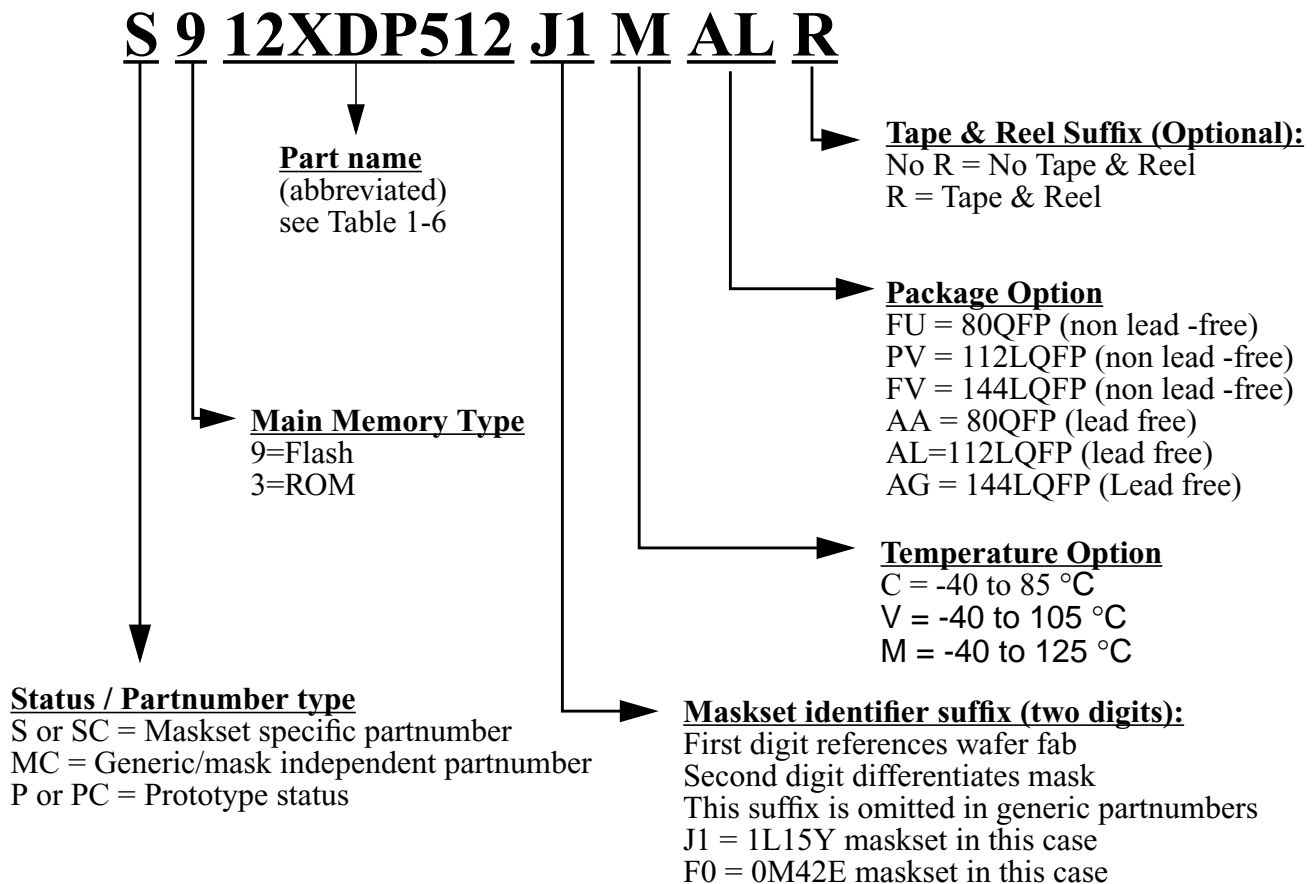 S 9 12XDP512 J1 M AL R
Tape & Reel Suffix (Optional):
No R = No Tape & Reel
R = Tape & Reel
Part name
(abbreviated)
see Table 1-6
Package Option
FU = 80QFP (non lead -free)
PV = 112LQFP (non lead -free)
FV = 144LQFP (non lead -free)
AA = 80QFP (lead free)
AL=112LQFP (lead free)
AG = 144LQFP (Lead free)
Main Memory Type
9=Flash
3=ROM
Temperature Option
C = -40 to 85 °C
V = -40 to 105 °C
M = -40 to 125 °C
Status / Partnumber type
S or SC = Maskset specific partnumber
MC = Generic/mask independent partnumber
P or PC = Prototype status
Maskset identifier suffix (two digits):
First digit references wafer fab
Second digit differentiates mask
This suffix is omitted in generic partnumbers
J1 = 1L15Y maskset in this case
F0 = 0M42E maskset in this case